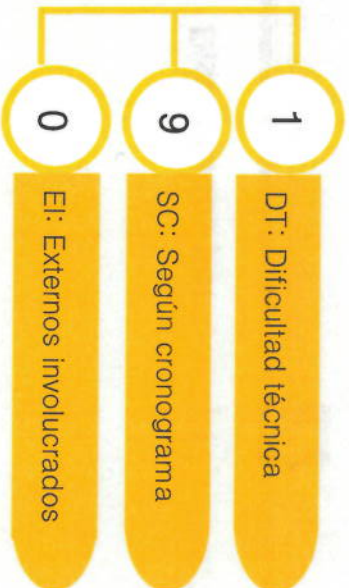 1
DT: Dificultad técnica
9
SC: Según cronograma
0
EI: Externos involucrados